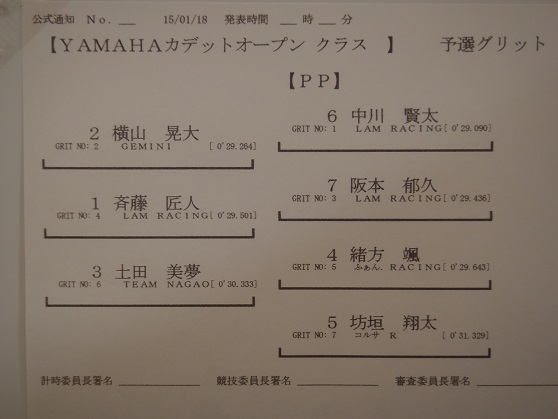 公式通知 No. ___ 15/01/18 発表時間 ___ 時 ___ 分
【YAMAHAカデットオープン クラス 】 予選グリット
【PP】
6 中川 賢太
GRIT NO: 1 LAM RACING[ 0'29.090]
2 横山 晃大
GRIT NO: 2 GEMINI [ 0'29.264]
7 阪本 郁久
GRIT NO: 3 LAM RACING[ 0'29.436]
1 斉藤 匠人
GRIT NO: 4 LAM RACING[ 0'29.501]
4 緒方 颯
GRIT NO: 5 ふぁん. RACING[ 0'29.643]
3 土田 美夢
GRIT NO: 6 TEAM NAGAO[ 0'30.333]
5 坊垣 翔太
GRIT NO: 7 コルサ R [ 0'31.329]
計時委員長署名 __________ 競技委員長署名 __________ 審査委員長署名 __________